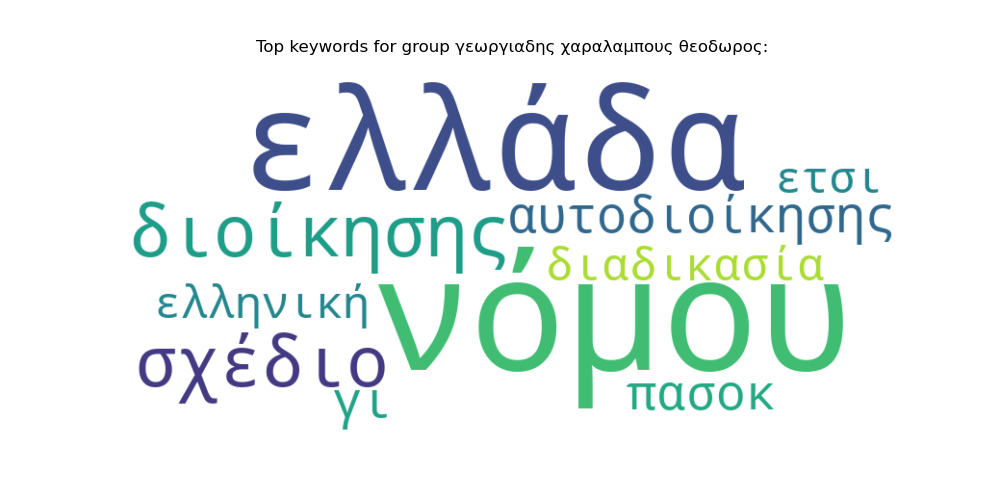 Top keywords for group γεωργιαδης χαραλαμπους θεοδωρος:
ελλάδα
ετσι
διοίκησης
αυτοδιοίκησης
διαδικασία
ελληνική
νόμου
σχέδιο
πασοκ
γι